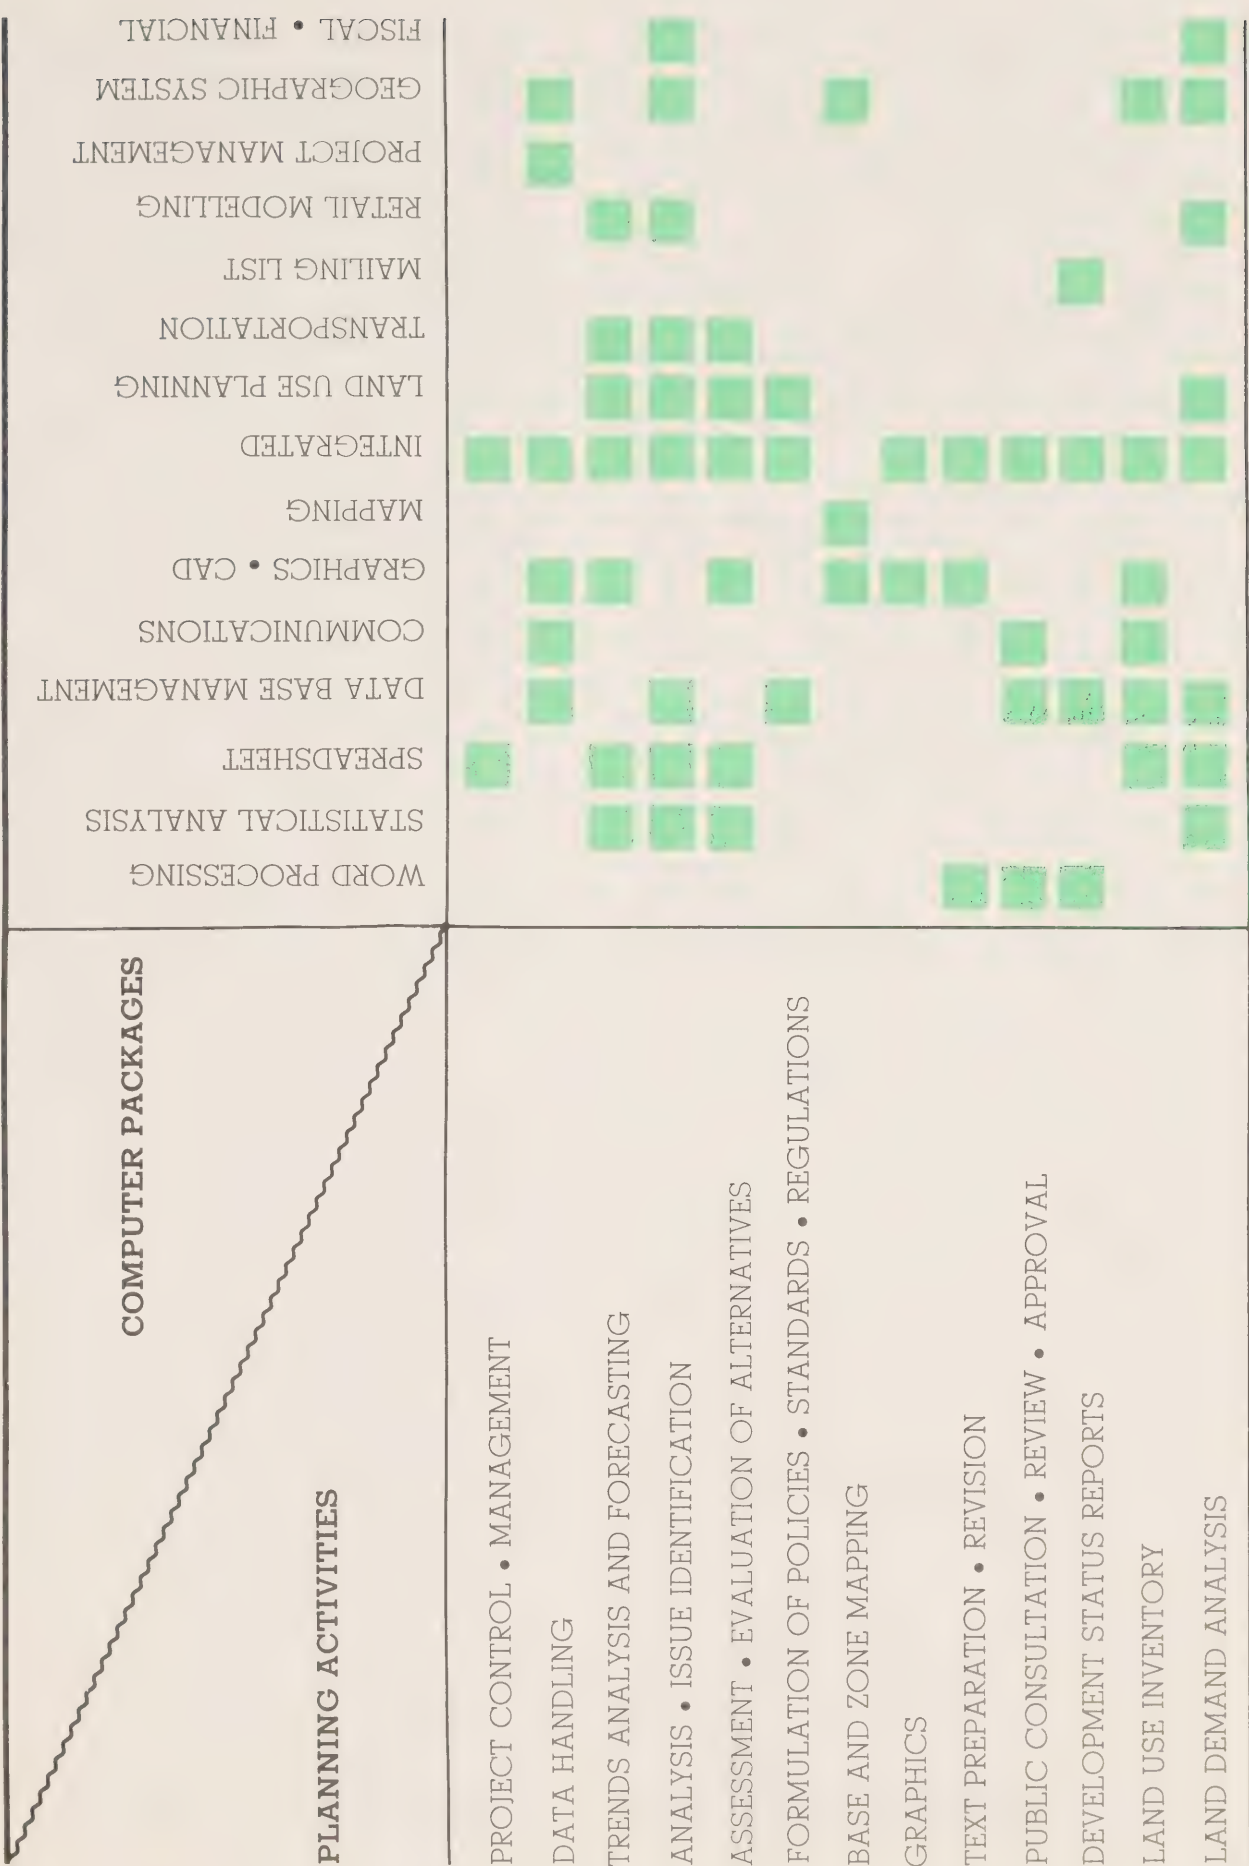 COMPUTER PACKAGES
PLANNING ACTIVITIES
WORD PROCESSING
STATISTICAL ANALYSIS
SPREADSHEET
DATA BASE MANAGEMENT
COMMUNICATIONS
GRAPHICS • CAD
MAPPING
INTEGRATED
LAND USE PLANNING
TRANSPORTATION
MAILING LIST
RETAIL MODELLING
PROJECT MANAGEMENT
GEOGRAPHIC SYSTEM
FISCAL • FINANCIAL
PROJECT CONTROL • MANAGEMENT
DATA HANDLING
TRENDS ANALYSIS AND FORECASTING
ANALYSIS • ISSUE IDENTIFICATION
ASSESSMENT • EVALUATION OF ALTERNATIVES
FORMULATION OF POLICIES • STANDARDS • REGULATIONS
BASE AND ZONE MAPPING
GRAPHICS
TEXT PREPARATION • REVISION
PUBLIC CONSULTATION • REVIEW • APPROVAL
DEVELOPMENT STATUS REPORTS
LAND USE INVENTORY
LAND DEMAND ANALYSIS